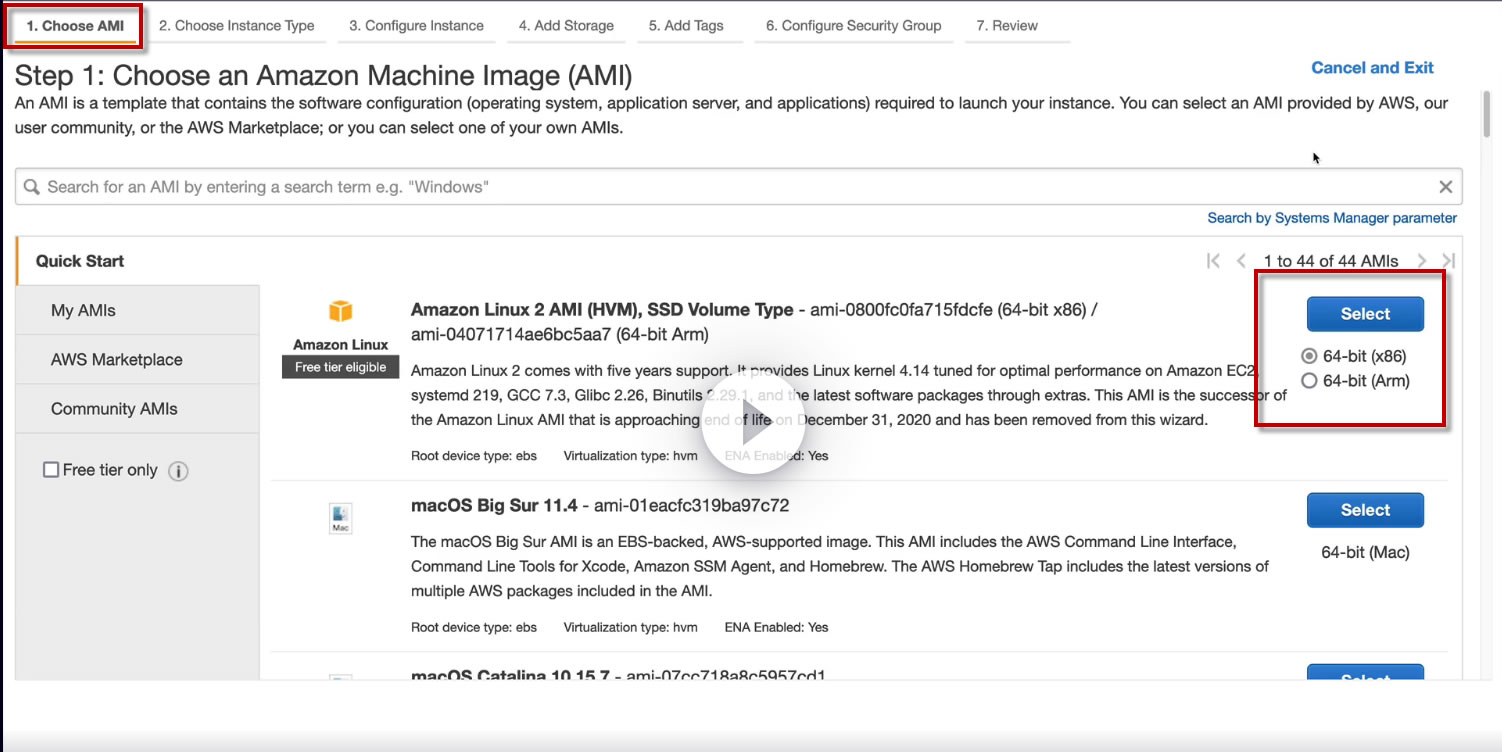 1. Choose AMI 2. Choose Instance Type 3. Configure Instance 4. Add Storage 5. Add Tags 6. Configure Security Group 7. Review
Step 1: Choose an Amazon Machine Image (AMI)
Cancel and Exit
An AMI is a template that contains the software configuration (operating system, application server, and applications) required to launch your instance. You can select an AMI provided by AWS, our
user community, or the AWS Marketplace; or you can select one of your own AMIs.
Search for an AMI by entering a search term e.g. "Windows"
Search by Systems Manager parameter
Quick Start
1 to 44 of 44 AMIs
My AMIs
AWS Marketplace
Community AMIs
Free tier only
Amazon Linux
Free tier eligible
Amazon Linux 2 AMI (HVM), SSD Volume Type - ami-0800fc0fa715fdcfe (64-bit x86) /
ami-04071714ae6bc5aa7 (64-bit Arm)
Amazon Linux 2 comes with five years support. It provides Linux kernel 4.14 tuned for optimal performance on Amazon EC2,
systemd 219, GCC 7.3, Glibc 2.26, Binutils 2.29.1, and the latest software packages through extras. This AMI is the successor of
the Amazon Linux AMI that is approaching end of life on December 31, 2020 and has been removed from this wizard.
Root device type: ebs Virtualization type: hvm ENA Enabled: Yes
Select
64-bit (x86)
64-bit (Arm)
Mac
macOS Big Sur 11.4 - ami-01eacfc319ba97c72
The macOS Big Sur AMI is an EBS-backed, AWS-supported image. This AMI includes the AWS Command Line Interface,
Command Line Tools for Xcode, Amazon SSM Agent, and Homebrew. The AWS Homebrew Tap includes the latest versions of
multiple AWS packages included in the AMI.
Root device type: ebs Virtualization type: hvm ENA Enabled: Yes
Select
64-bit (Mac)
macOS Catalina 10.15.7 - ami-07cc718a8c5957cd1
Select